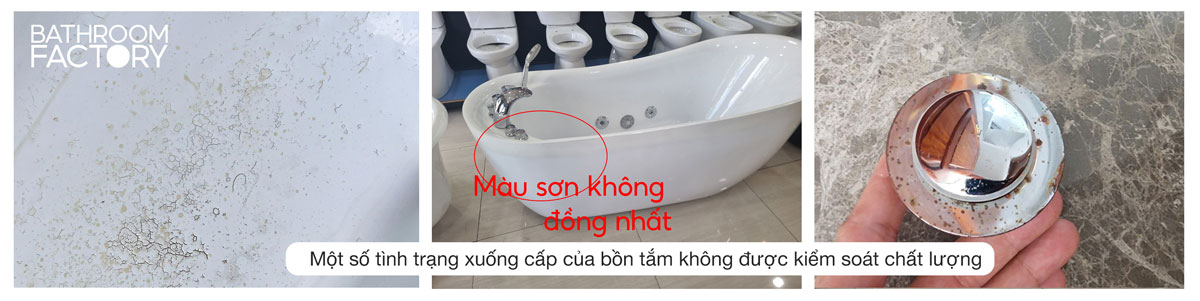 BATHROOM
FACTORY
Màu sơn không
đồng nhất
Một số tình trạng xuống cấp của bồn tắm không được kiểm soát chất lượng